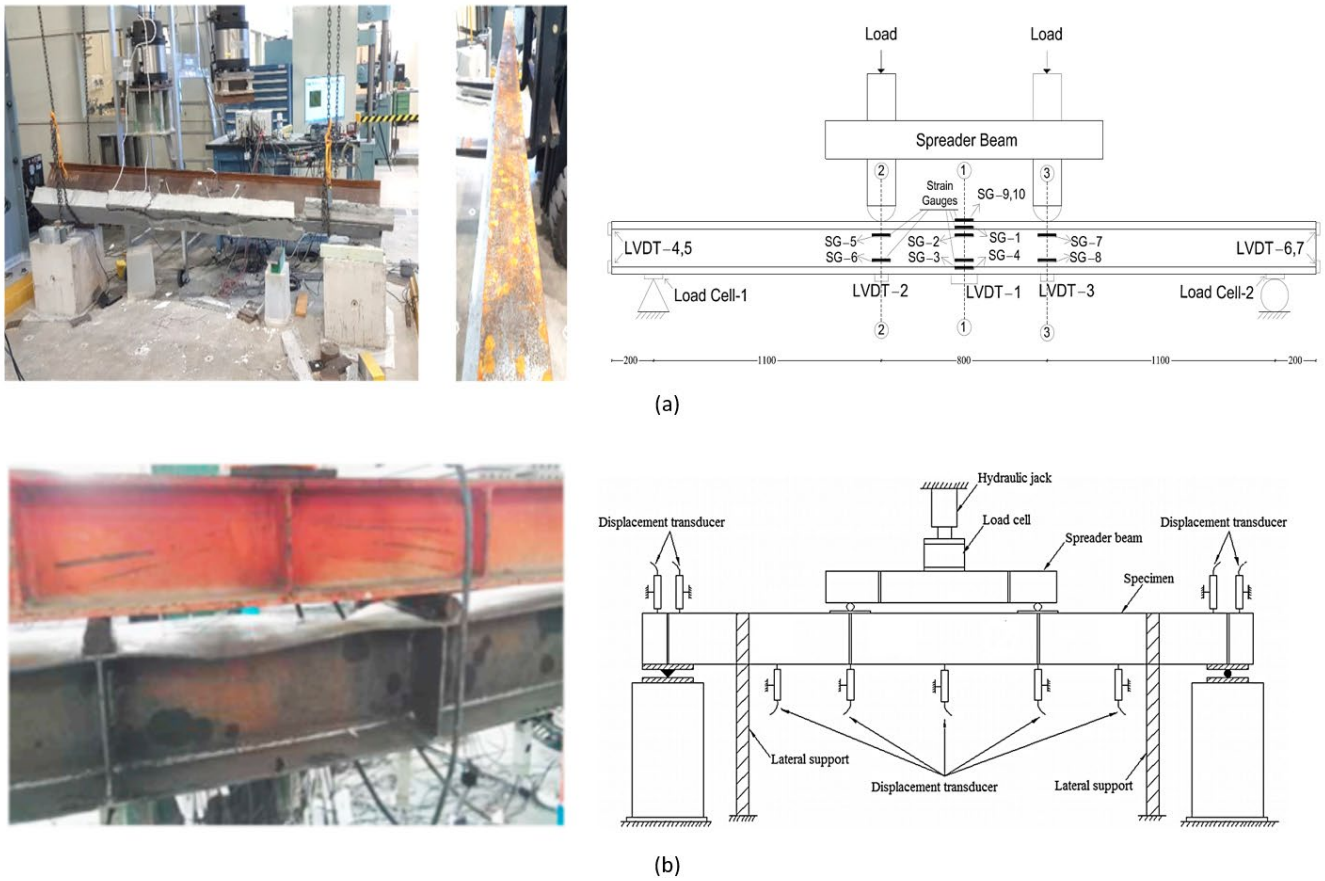 Load Load
Spreader Beam
2 1 3
Strain
Gauges
SG–9,10
SG–5 SG–2 SG–1 SG–7
SG–6 SG–3 SG–4 SG–8
LVDT–4,5 LVDT–6,7
Load Cell-1 LVDT–2 LVDT–1 LVDT–3 Load Cell-2
2 1 3
200 1100 800 1100 200
(a)
Hydraulic jack
Load cell
Displacement transducer Spreader beam Displacement transducer
Specimen
Lateral support Displacement transducer Lateral support
(b)